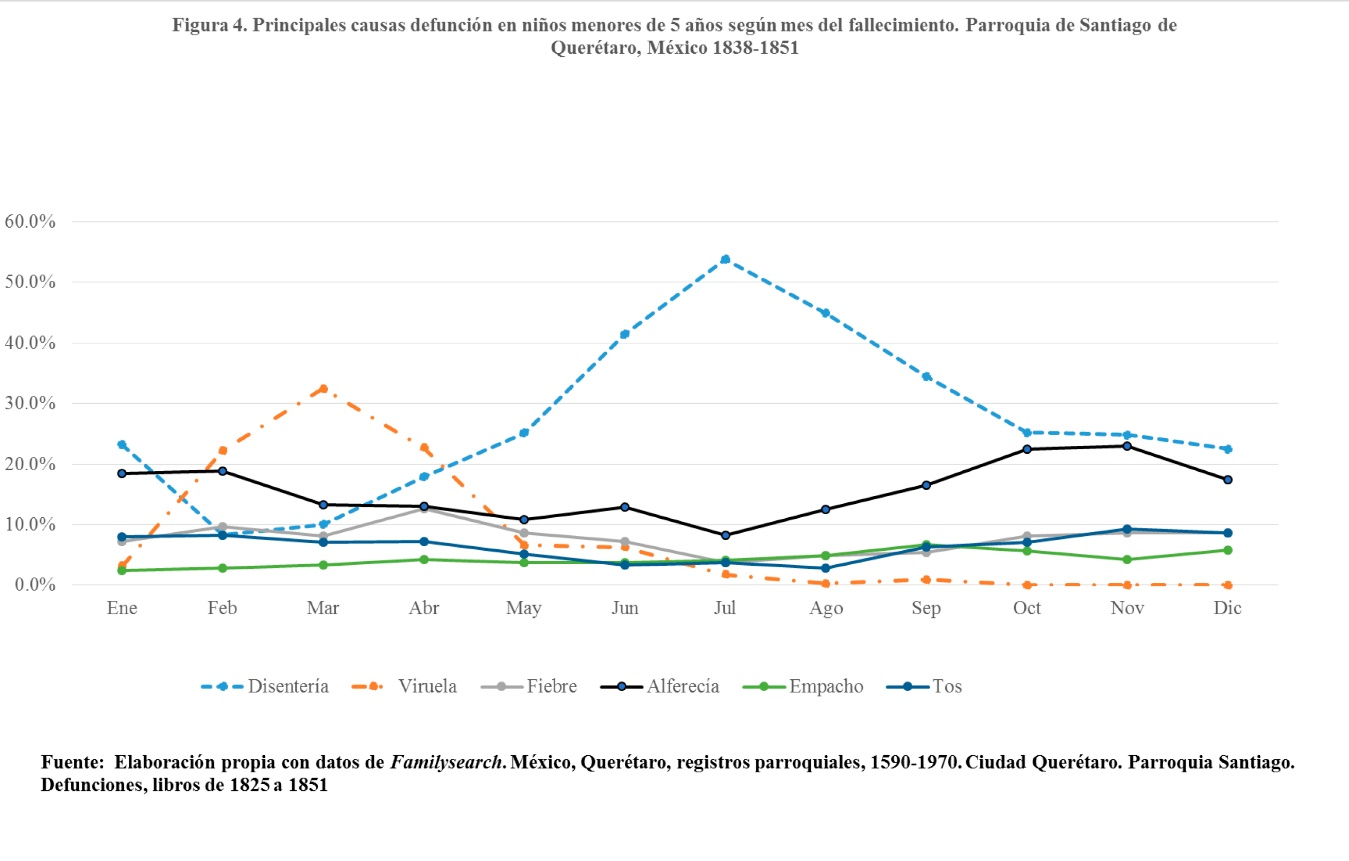 Figura 4. Principales causas defunción en niños menores de 5 años según mes del fallecimiento. Parroquia de Santiago de
Querétaro, México 1838-1851
60.0%
50.0%
40.0%
30.0%
20.0%
10.0%
0.0%
Ene Feb Mar Abr May Jun Jul Ago Sep Oct Nov Dic
Disentería Viruela Fiebre Alferecía Empacho Tos
Fuente: Elaboración propia con datos de Familysearch. México, Querétaro, registros parroquiales, 1590-1970. Ciudad Querétaro. Parroquia Santiago.
Defunciones, libros de 1825 a 1851